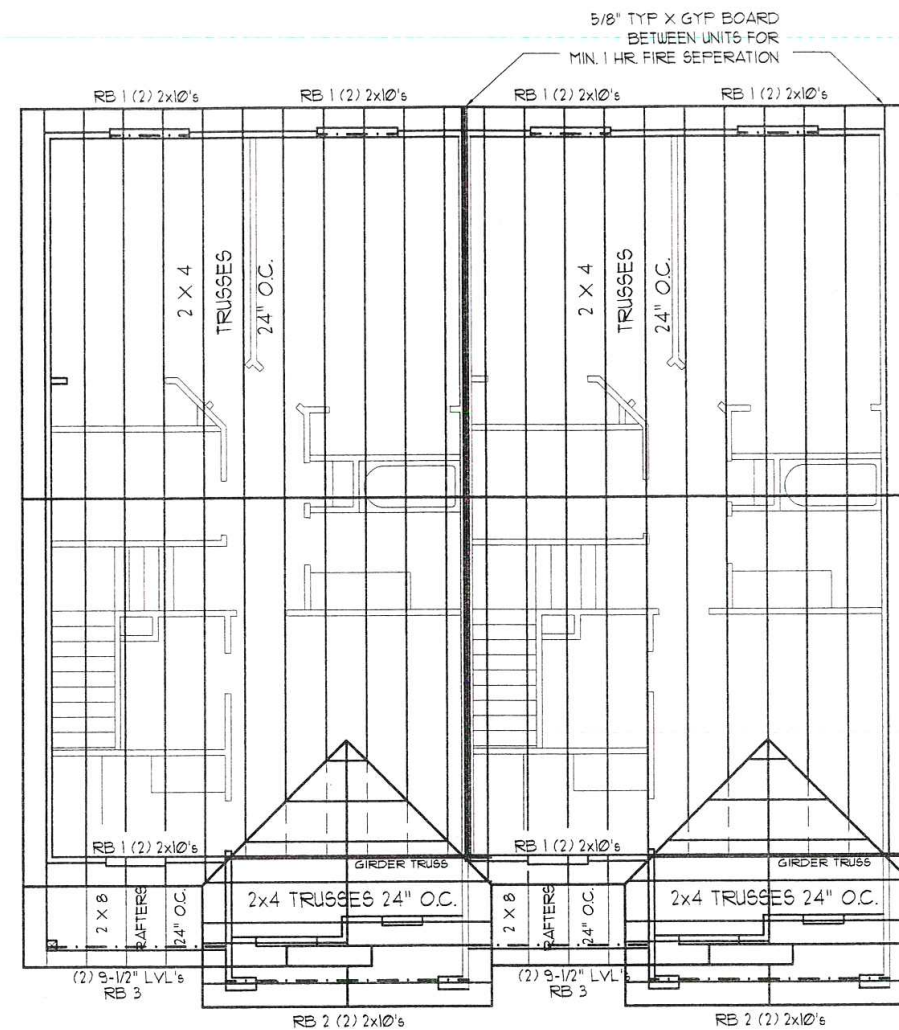 5/8" TYP X GYP BOARD
BETWEEN UNITS FOR
MIN. 1 HR. FIRE SEPERATION
RB 1 (2) 2x10's
RB 1 (2) 2x10's
RB 1 (2) 2x10's
RB 1 (2) 2x10's
2 X 4
TRUSSES
24" O.C.
2 X 4
TRUSSES
24" O.C.
RB 1 (2) 2x10's
RB 1 (2) 2x10's
GIRDER TRUSS
GIRDER TRUSS
2 X 8
RAFTERS
24" O.C.
2x4 TRUSSES 24" O.C.
2 X 8
RAFTERS
24" O.C.
2x4 TRUSSES 24" O.C.
(2) 9-1/2" LVL's
RB 3
(2) 9-1/2" LVL's
RB 3
RB 2 (2) 2x10's
RB 2 (2) 2x10's